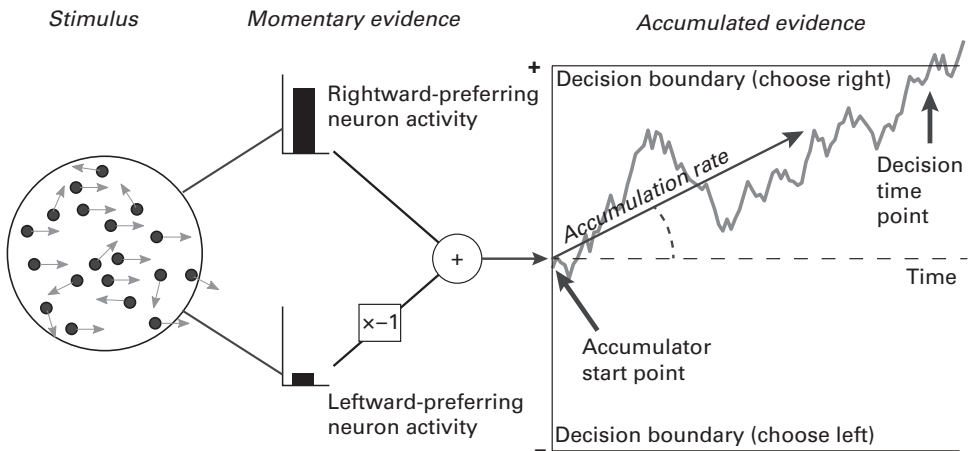 Stimulus
Momentary evidence
Accumulated evidence
+
Decision boundary (choose right)
Rightward-preferring
neuron activity
Accumulation rate
Decision
time
point
+
Time
×−1
Accumulator
start point
Leftward-preferring
neuron activity
Decision boundary (choose left)
−